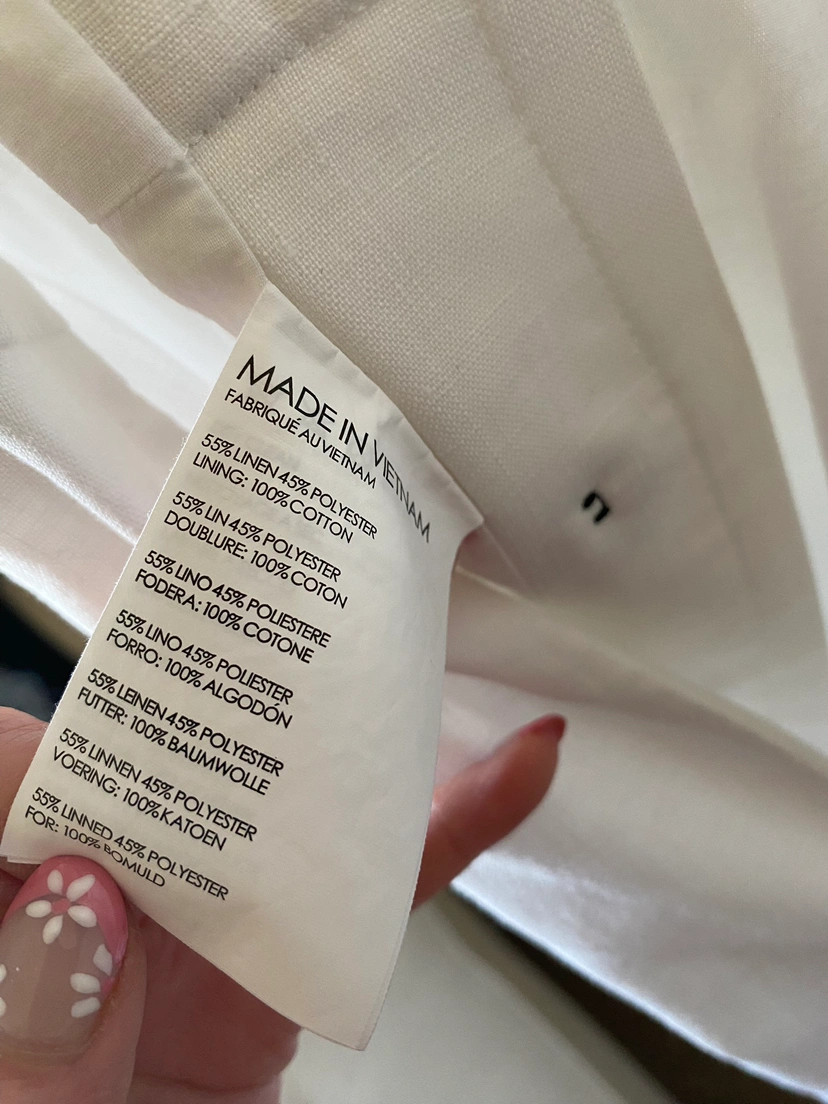 MADE IN VIETNAM
FABRIQUÉ AU VIETNAM
55% LINEN 45% POLYESTER
LINING: 100% COTTON
55% LIN 45% POLYESTER
DOUBLURE: 100% COTON
55% LINO 45% POLIESTERE
FODERA: 100% COTONE
55% LINO 45% POLIESTER
FORRO: 100% ALGODÓN
55% LEINEN 45% POLYESTER
FUTTER: 100% BAUMWOLLE
55% LINNEN 45% POLYESTER
VOERING: 100% KATOEN
55% LINNED 45% POLYESTER
FOR: 100% BOMULD